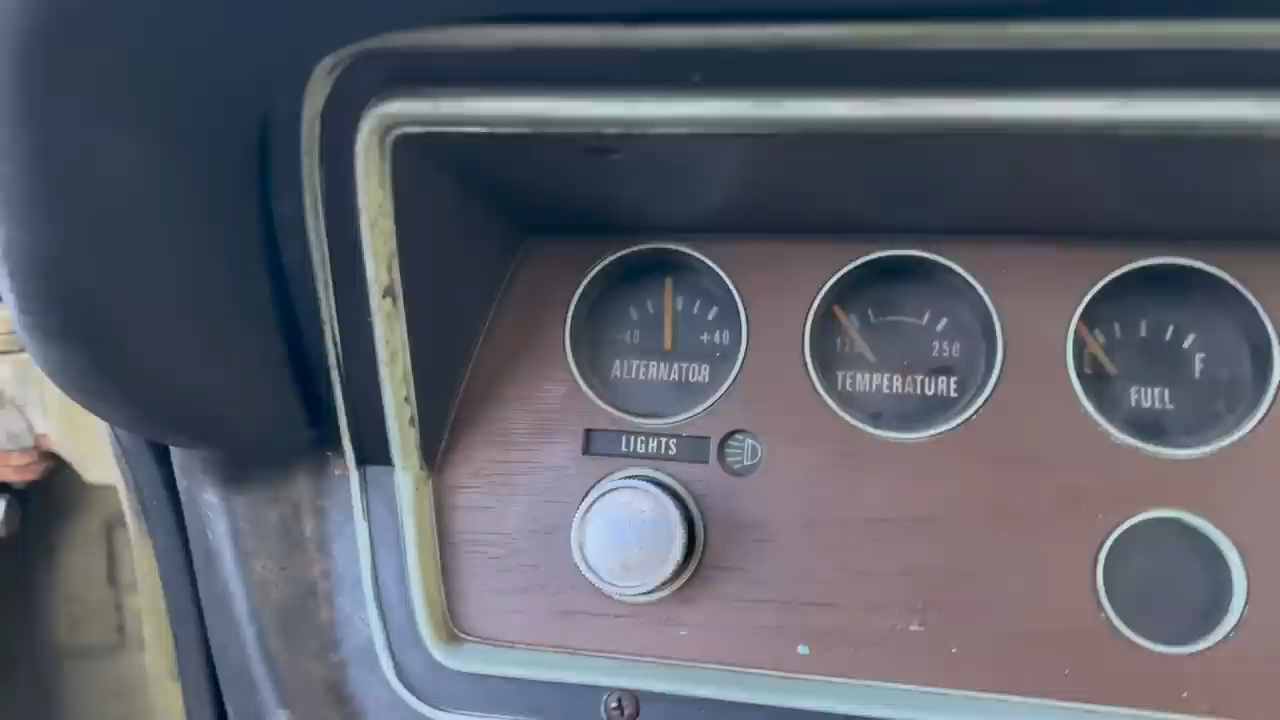 -40 +40
ALTERNATOR
250
TEMPERATURE
F
FUEL
LIGHTS